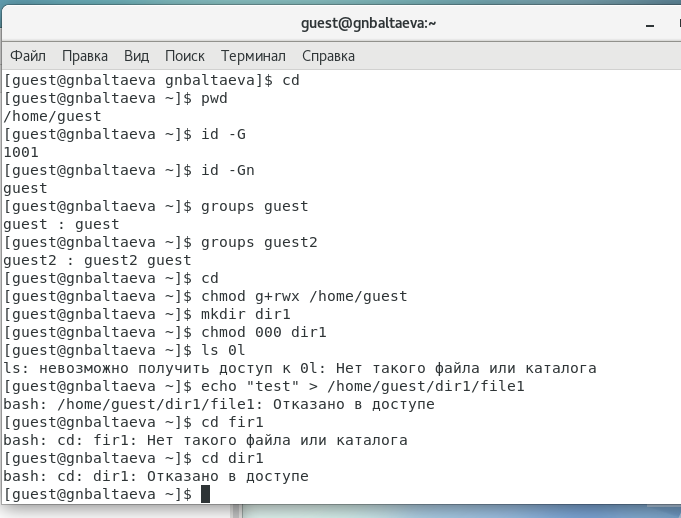 guest@gnbaltaeva:~
Файл Правка Вид Поиск Терминал Справка
[guest@gnbaltaeva gnbaltaeva]$ cd
[guest@gnbaltaeva ~]$ pwd
/home/guest
[guest@gnbaltaeva ~]$ id -G
1001
[guest@gnbaltaeva ~]$ id -Gn
guest
[guest@gnbaltaeva ~]$ groups guest
guest : guest
[guest@gnbaltaeva ~]$ groups guest2
guest2 : guest2 guest
[guest@gnbaltaeva ~]$ cd
[guest@gnbaltaeva ~]$ chmod g+rwx /home/guest
[guest@gnbaltaeva ~]$ mkdir dir1
[guest@gnbaltaeva ~]$ chmod 000 dir1
[guest@gnbaltaeva ~]$ ls 0l
ls: невозможно получить доступ к 0l: Нет такого файла или каталога
[guest@gnbaltaeva ~]$ echo "test" > /home/guest/dir1/file1
bash: /home/guest/dir1/file1: Отказано в доступе
[guest@gnbaltaeva ~]$ cd fir1
bash: cd: fir1: Нет такого файла или каталога
[guest@gnbaltaeva ~]$ cd dir1
bash: cd: dir1: Отказано в доступе
[guest@gnbaltaeva ~]$